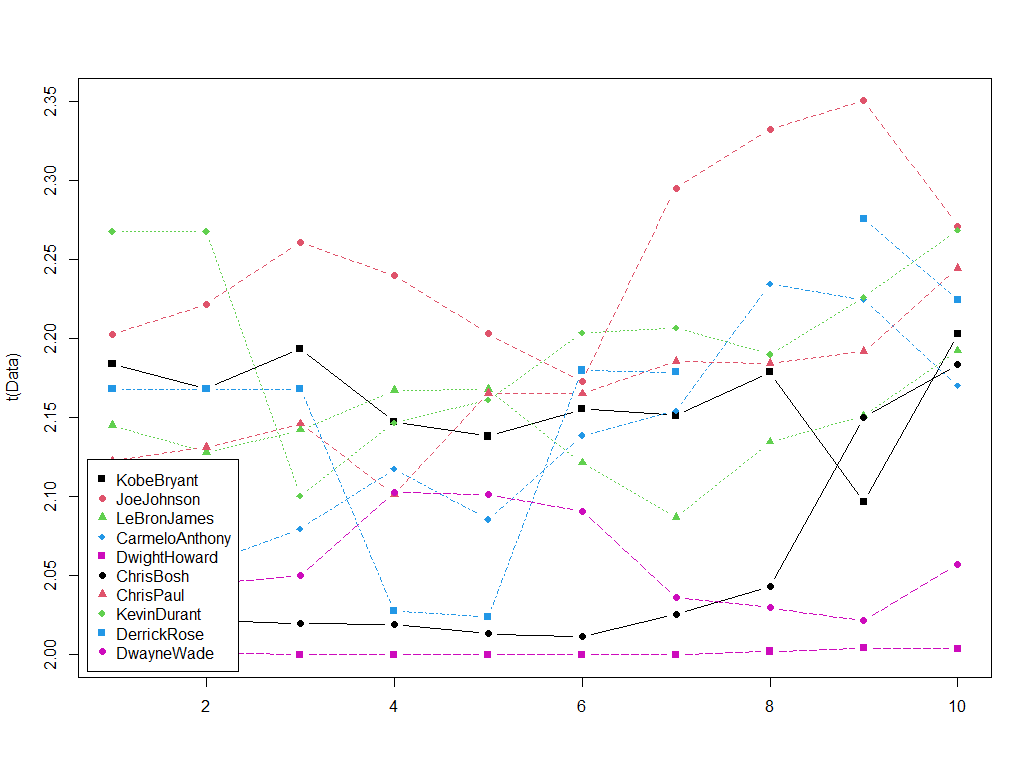 2.35
2.30
2.25
2.20
2.15
2.10
2.05
2.00
t(Data)
KobeBryant
JoeJohnson
LeBronJames
CarmeloAnthony
DwightHoward
ChrisBosh
ChrisPaul
KevinDurant
DerrickRose
DwayneWade
2 4 6 8 10